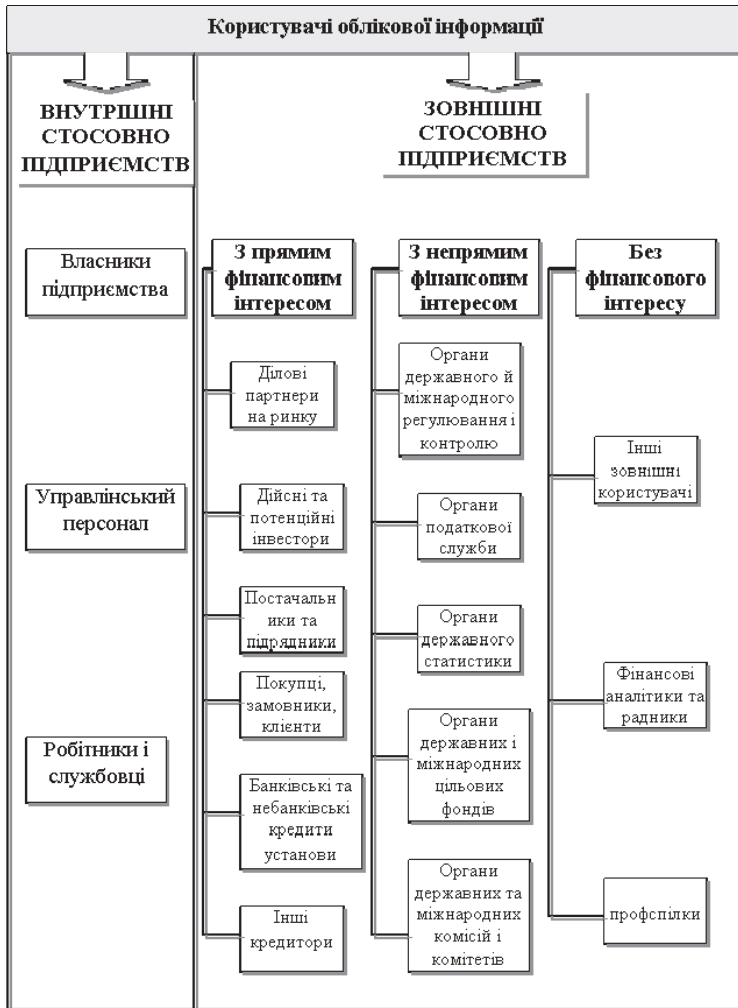 Користувачі облікової інформації
ВНУТРІШНІ
СТОСОВНО
ПІДПРИЄМСТВ
ЗОВНІШНІ
СТОСОВНО
ПІДПРИЄМСТВ
Власники
підприємства
Управлінський
персонал
Робітники і
службовці
З прямим
фінансовим
інтересом
Ділові
партнери
на ринку
Дійсні та
потенційні
інвестори
Постачальн
ики та
підрядники
Покупці,
замовники,
клієнти
Банківські та
небанківські
кредити
установи
Інші
кредитори
З непрямим
фінансовим
інтересом
Органи
державного й
міжнародного
регулювання і
контролю
Органи
податкової
служби
Органи
державного
статистики
Органи
державних і
міжнародних
цільових
фондів
Органи
державних та
міжнародних
комісій і
комітетів
Без
фінансового
інтересу
Інші
зовнішні
користувачі
Фінансові
аналітики та
радники
профспілки